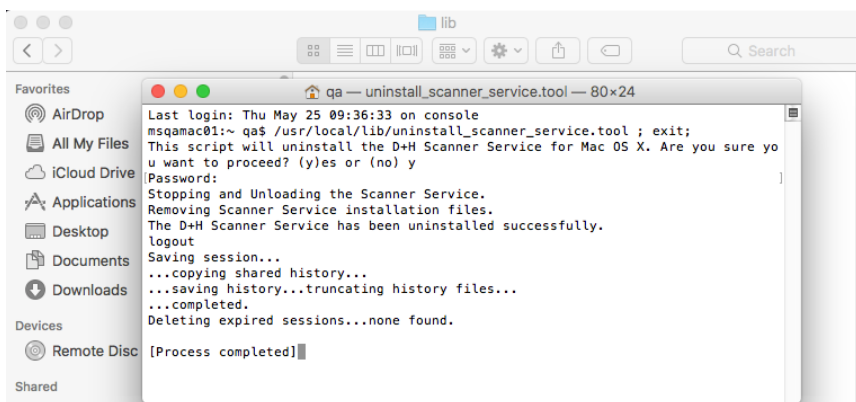 lib
Search
Favorites
AirDrop
All My Files
iCloud Drive
Applications
Desktop
Documents
Downloads
Devices
Remote Disc
Shared
qa — uninstall_scanner_service.tool — 80×24
Last login: Thu May 25 09:36:33 on console
msqamac01:~ qa$ /usr/local/lib/uninstall_scanner_service.tool ; exit;
This script will uninstall the D+H Scanner Service for Mac OS X. Are you sure yo
u want to proceed? (y)es or (no) y
[Password: ]
Stopping and Unloading the Scanner Service.
Removing Scanner Service installation files.
The D+H Scanner Service has been uninstalled successfully.
logout
Saving session...
...copying shared history...
...saving history...truncating history files...
...completed.
Deleting expired sessions...none found.
[Process completed]